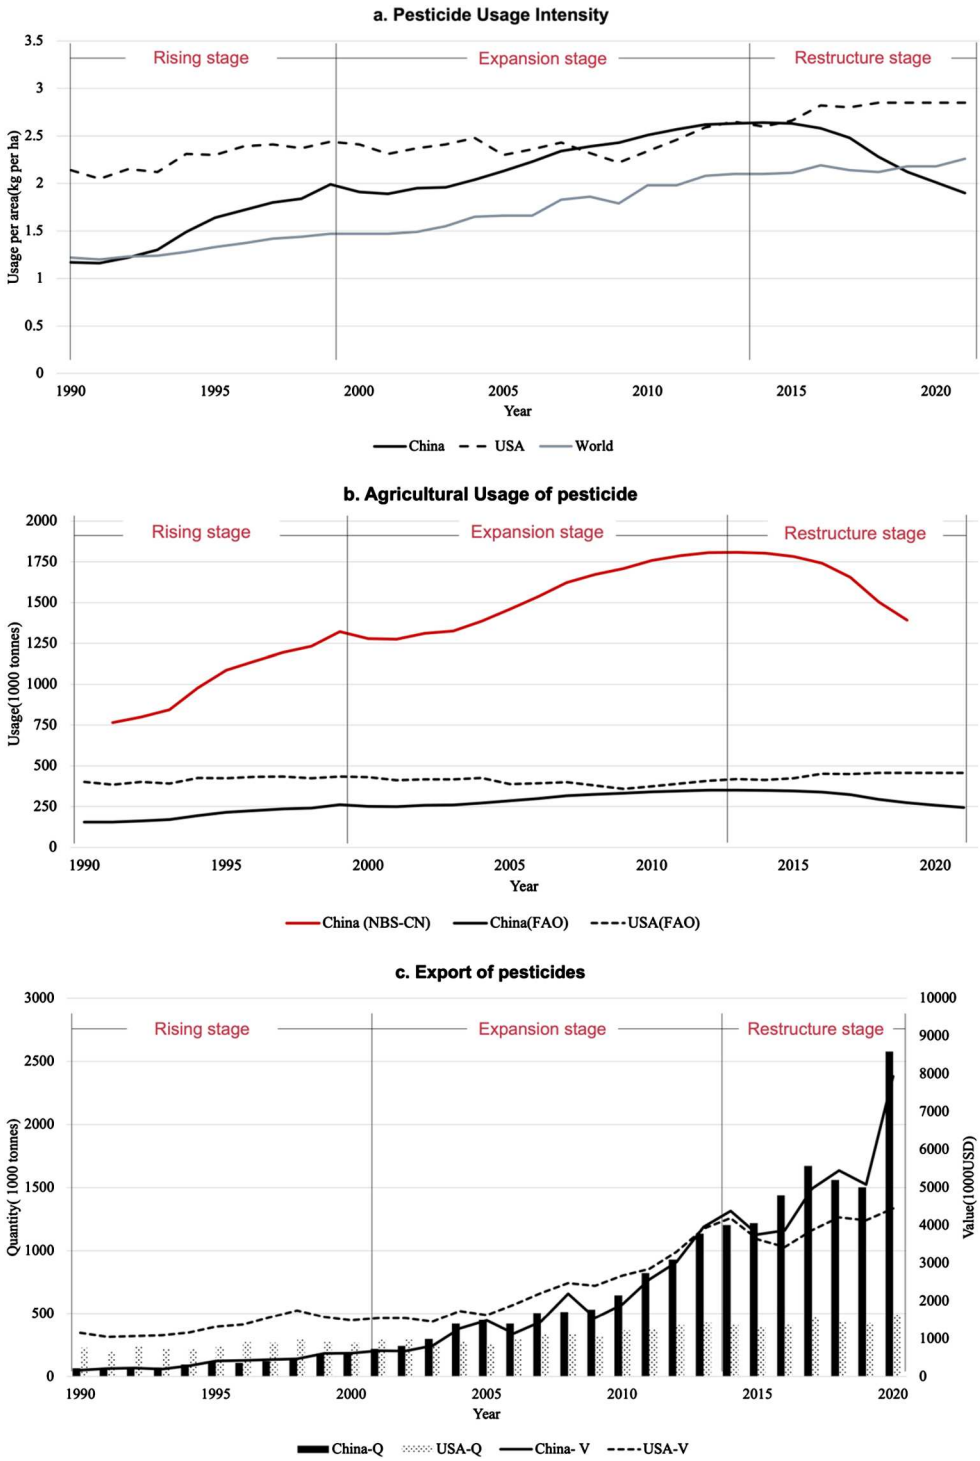 a. Pesticide Usage Intensity
3.5
Rising stage Expansion stage Restructure stage
3
2.5
2
1.5
1
0.5
0
Usage per area(kg per ha)
1990 1995 2000 2005 2010 2015 2020
Year
China USA World
b. Agricultural Usage of pesticide
2000
Rising stage Expansion stage Restructure stage
1750
1500
1250
1000
750
500
250
0
Usage(1000 tonnes)
1990 1995 2000 2005 2010 2015 2020
Year
China (NBS-CN) China(FAO) USA(FAO)
c. Export of pesticides
3000 10000
Rising stage Expansion stage Restructure stage
9000
2500
8000
2000
7000
6000
1500
5000
4000
1000
3000
500
2000
1000
0 0
Quantity( 1000 tonnes)
Value(1000USD)
1990 1995 2000 2005 2010 2015 2020
Year
China-Q USA-Q China- V USA-V